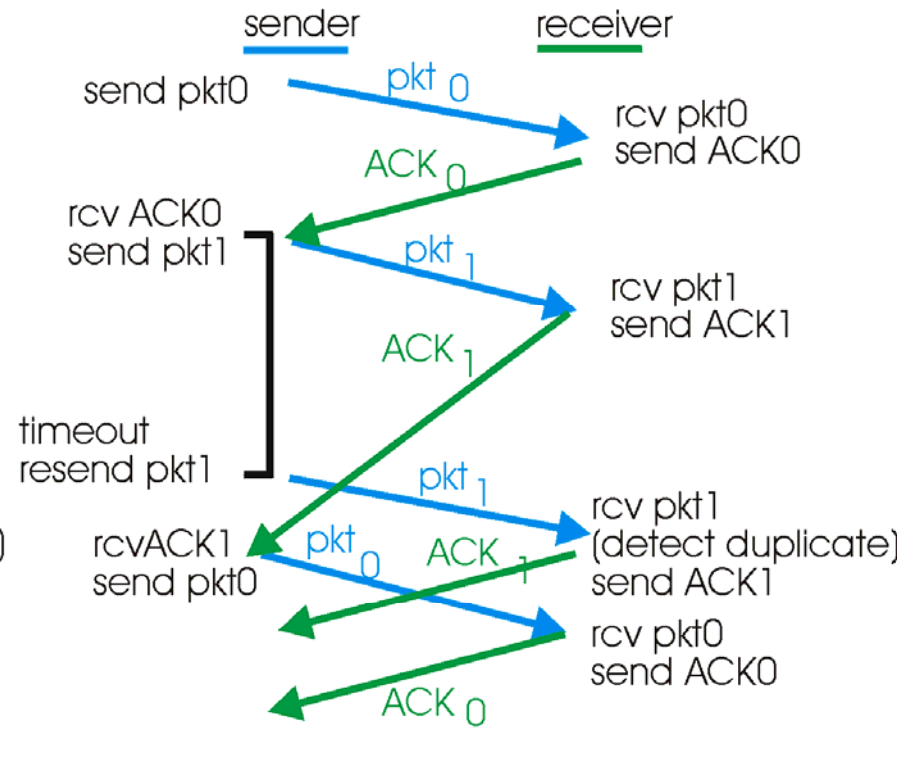 sender
receiver
send pkt0
pkt 0
rcv pkt0
send ACK0
ACK 0
rcv ACK0
send pkt1
pkt 1
rcv pkt1
send ACK1
ACK 1
timeout
resend pkt1
pkt 1
rcv pkt1
(detect duplicate)
send ACK1
)
rcvACK1
send pkt0
pkt 0
ACK 1
rcv pkt0
send ACK0
ACK 0